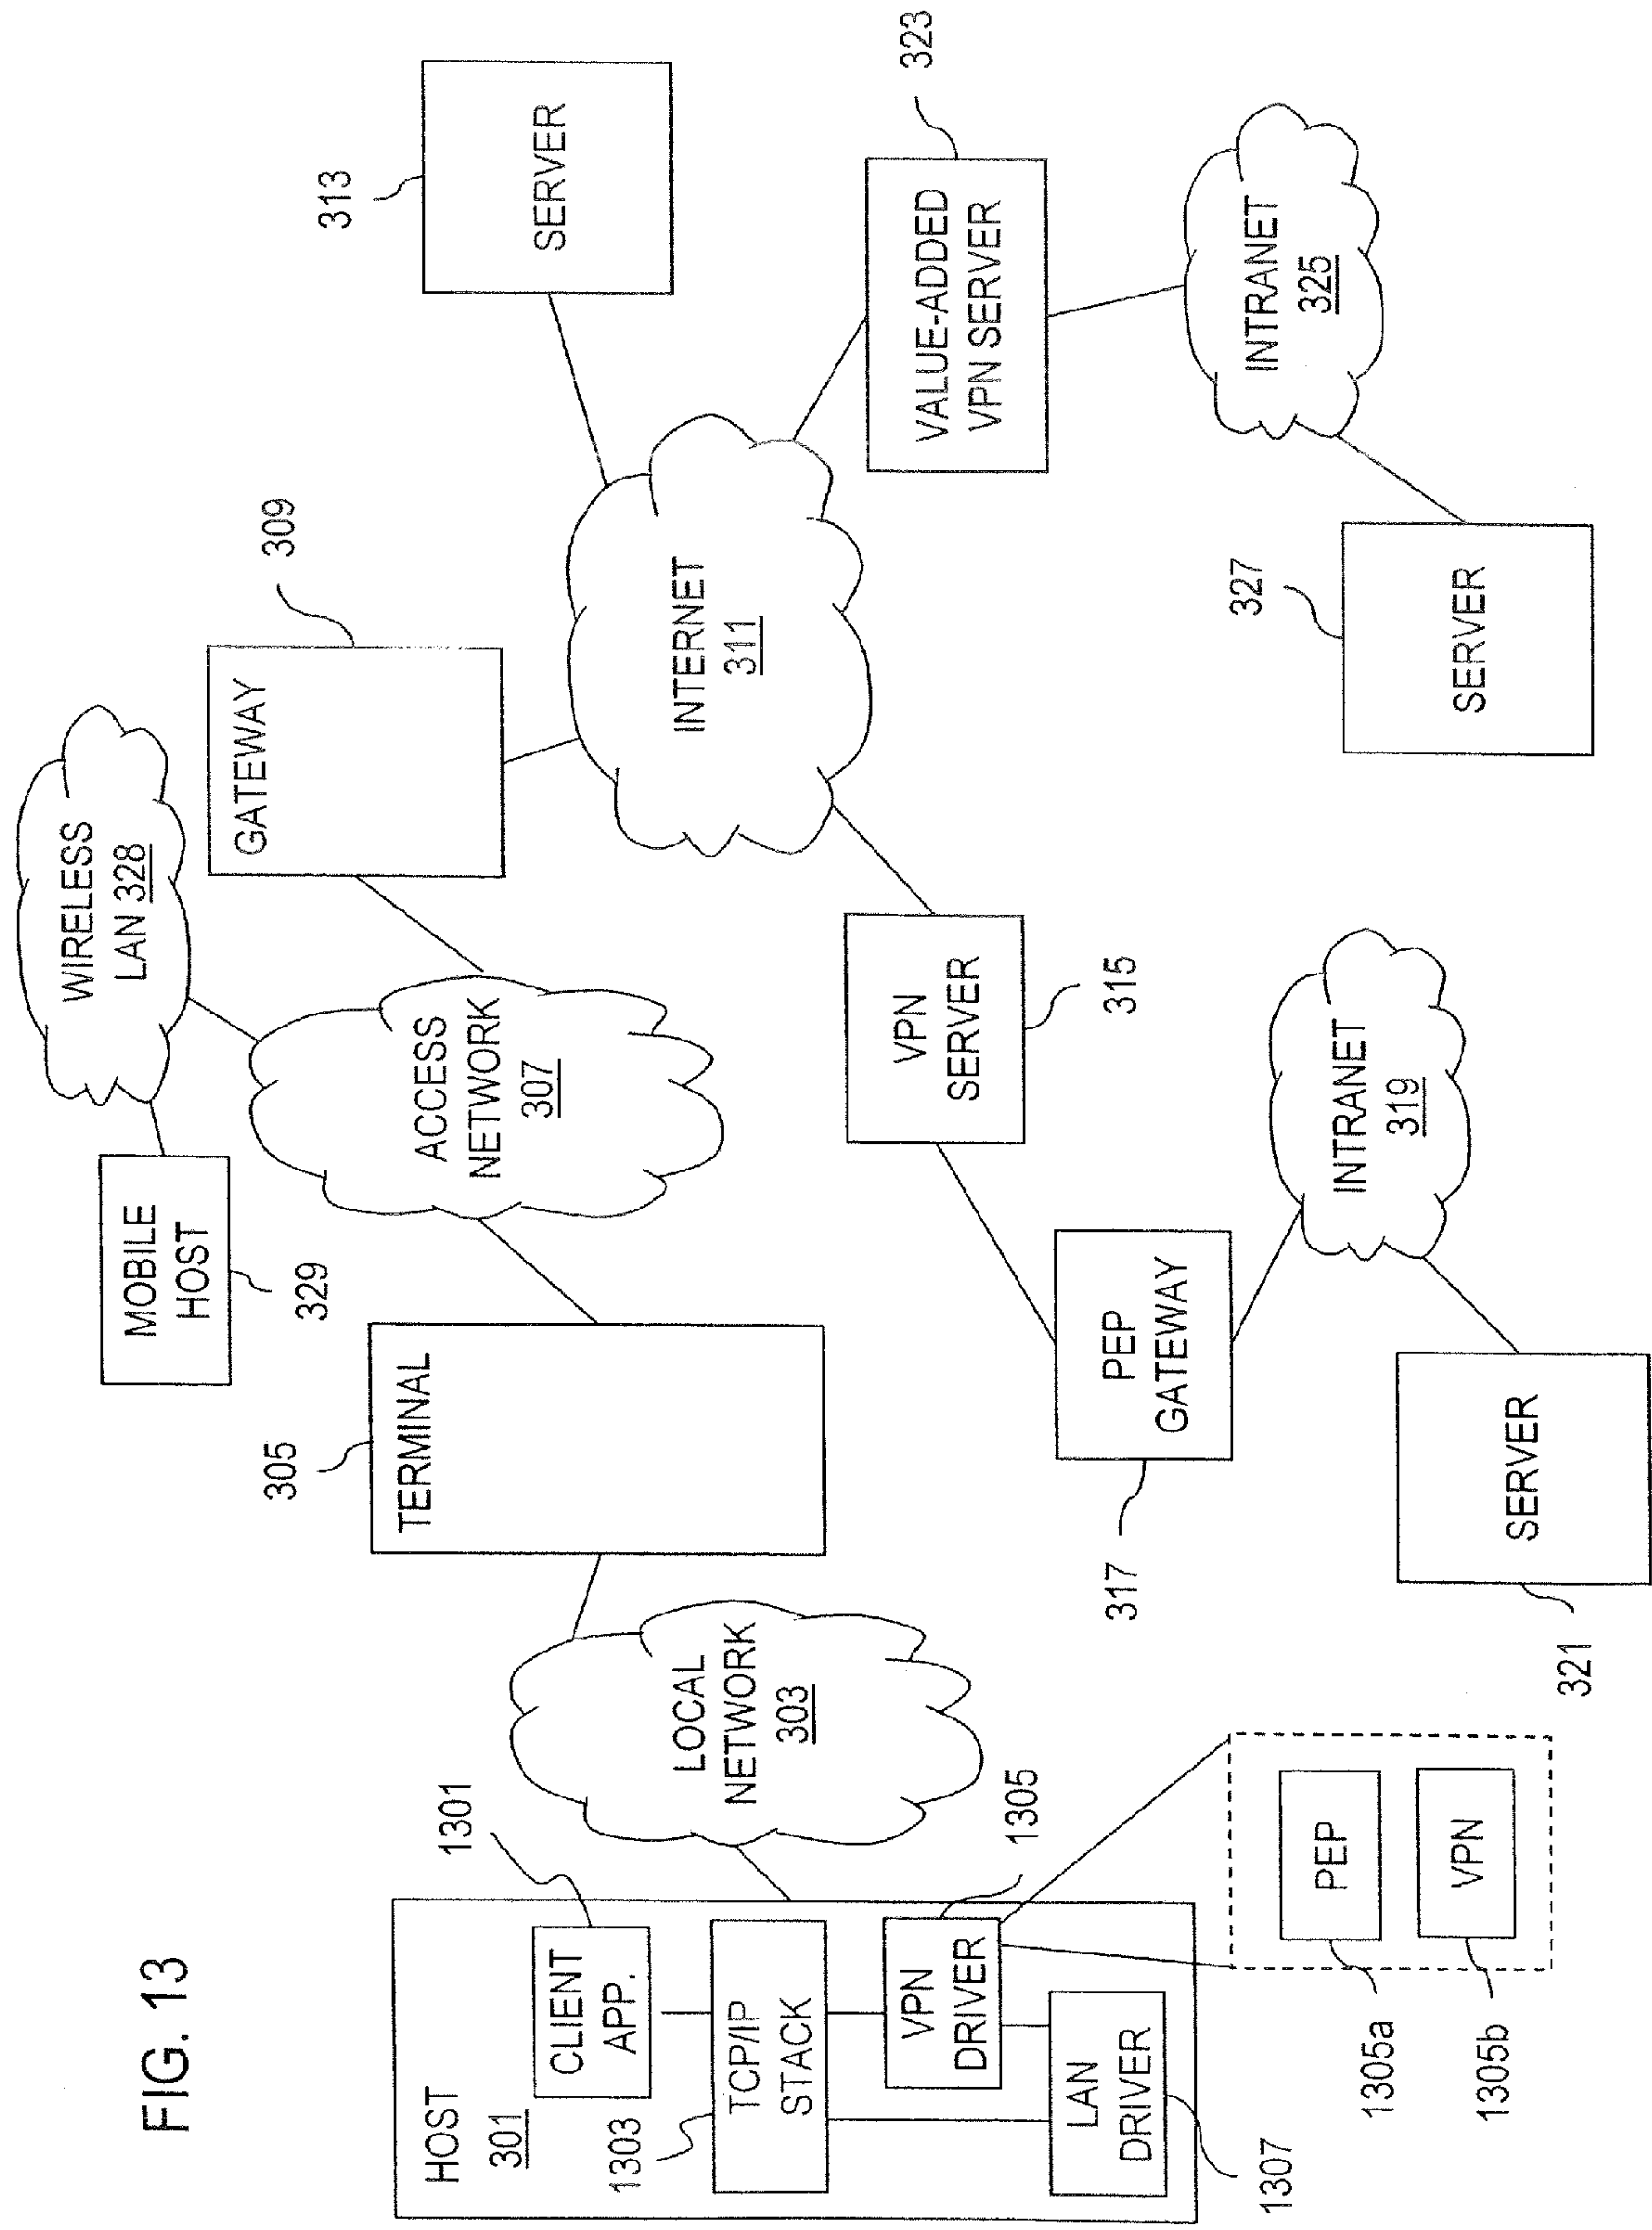 FIG. 13
HOST
301
CLIENT
APP.
1301
TCP/IP
STACK
1303
VPN
DRIVER
1305
LAN
DRIVER
1307
PEP
1305a
VPN
1305b
LOCAL
NETWORK
303
TERMINAL
305
MOBILE
HOST
329
WIRELESS
LAN 328
ACCESS
NETWORK
307
GATEWAY
309
INTERNET
311
SERVER
313
VPN
SERVER
315
PEP
GATEWAY
317
INTRANET
319
SERVER
321
VALUE-ADDED
VPN SERVER
323
INTRANET
325
SERVER
327